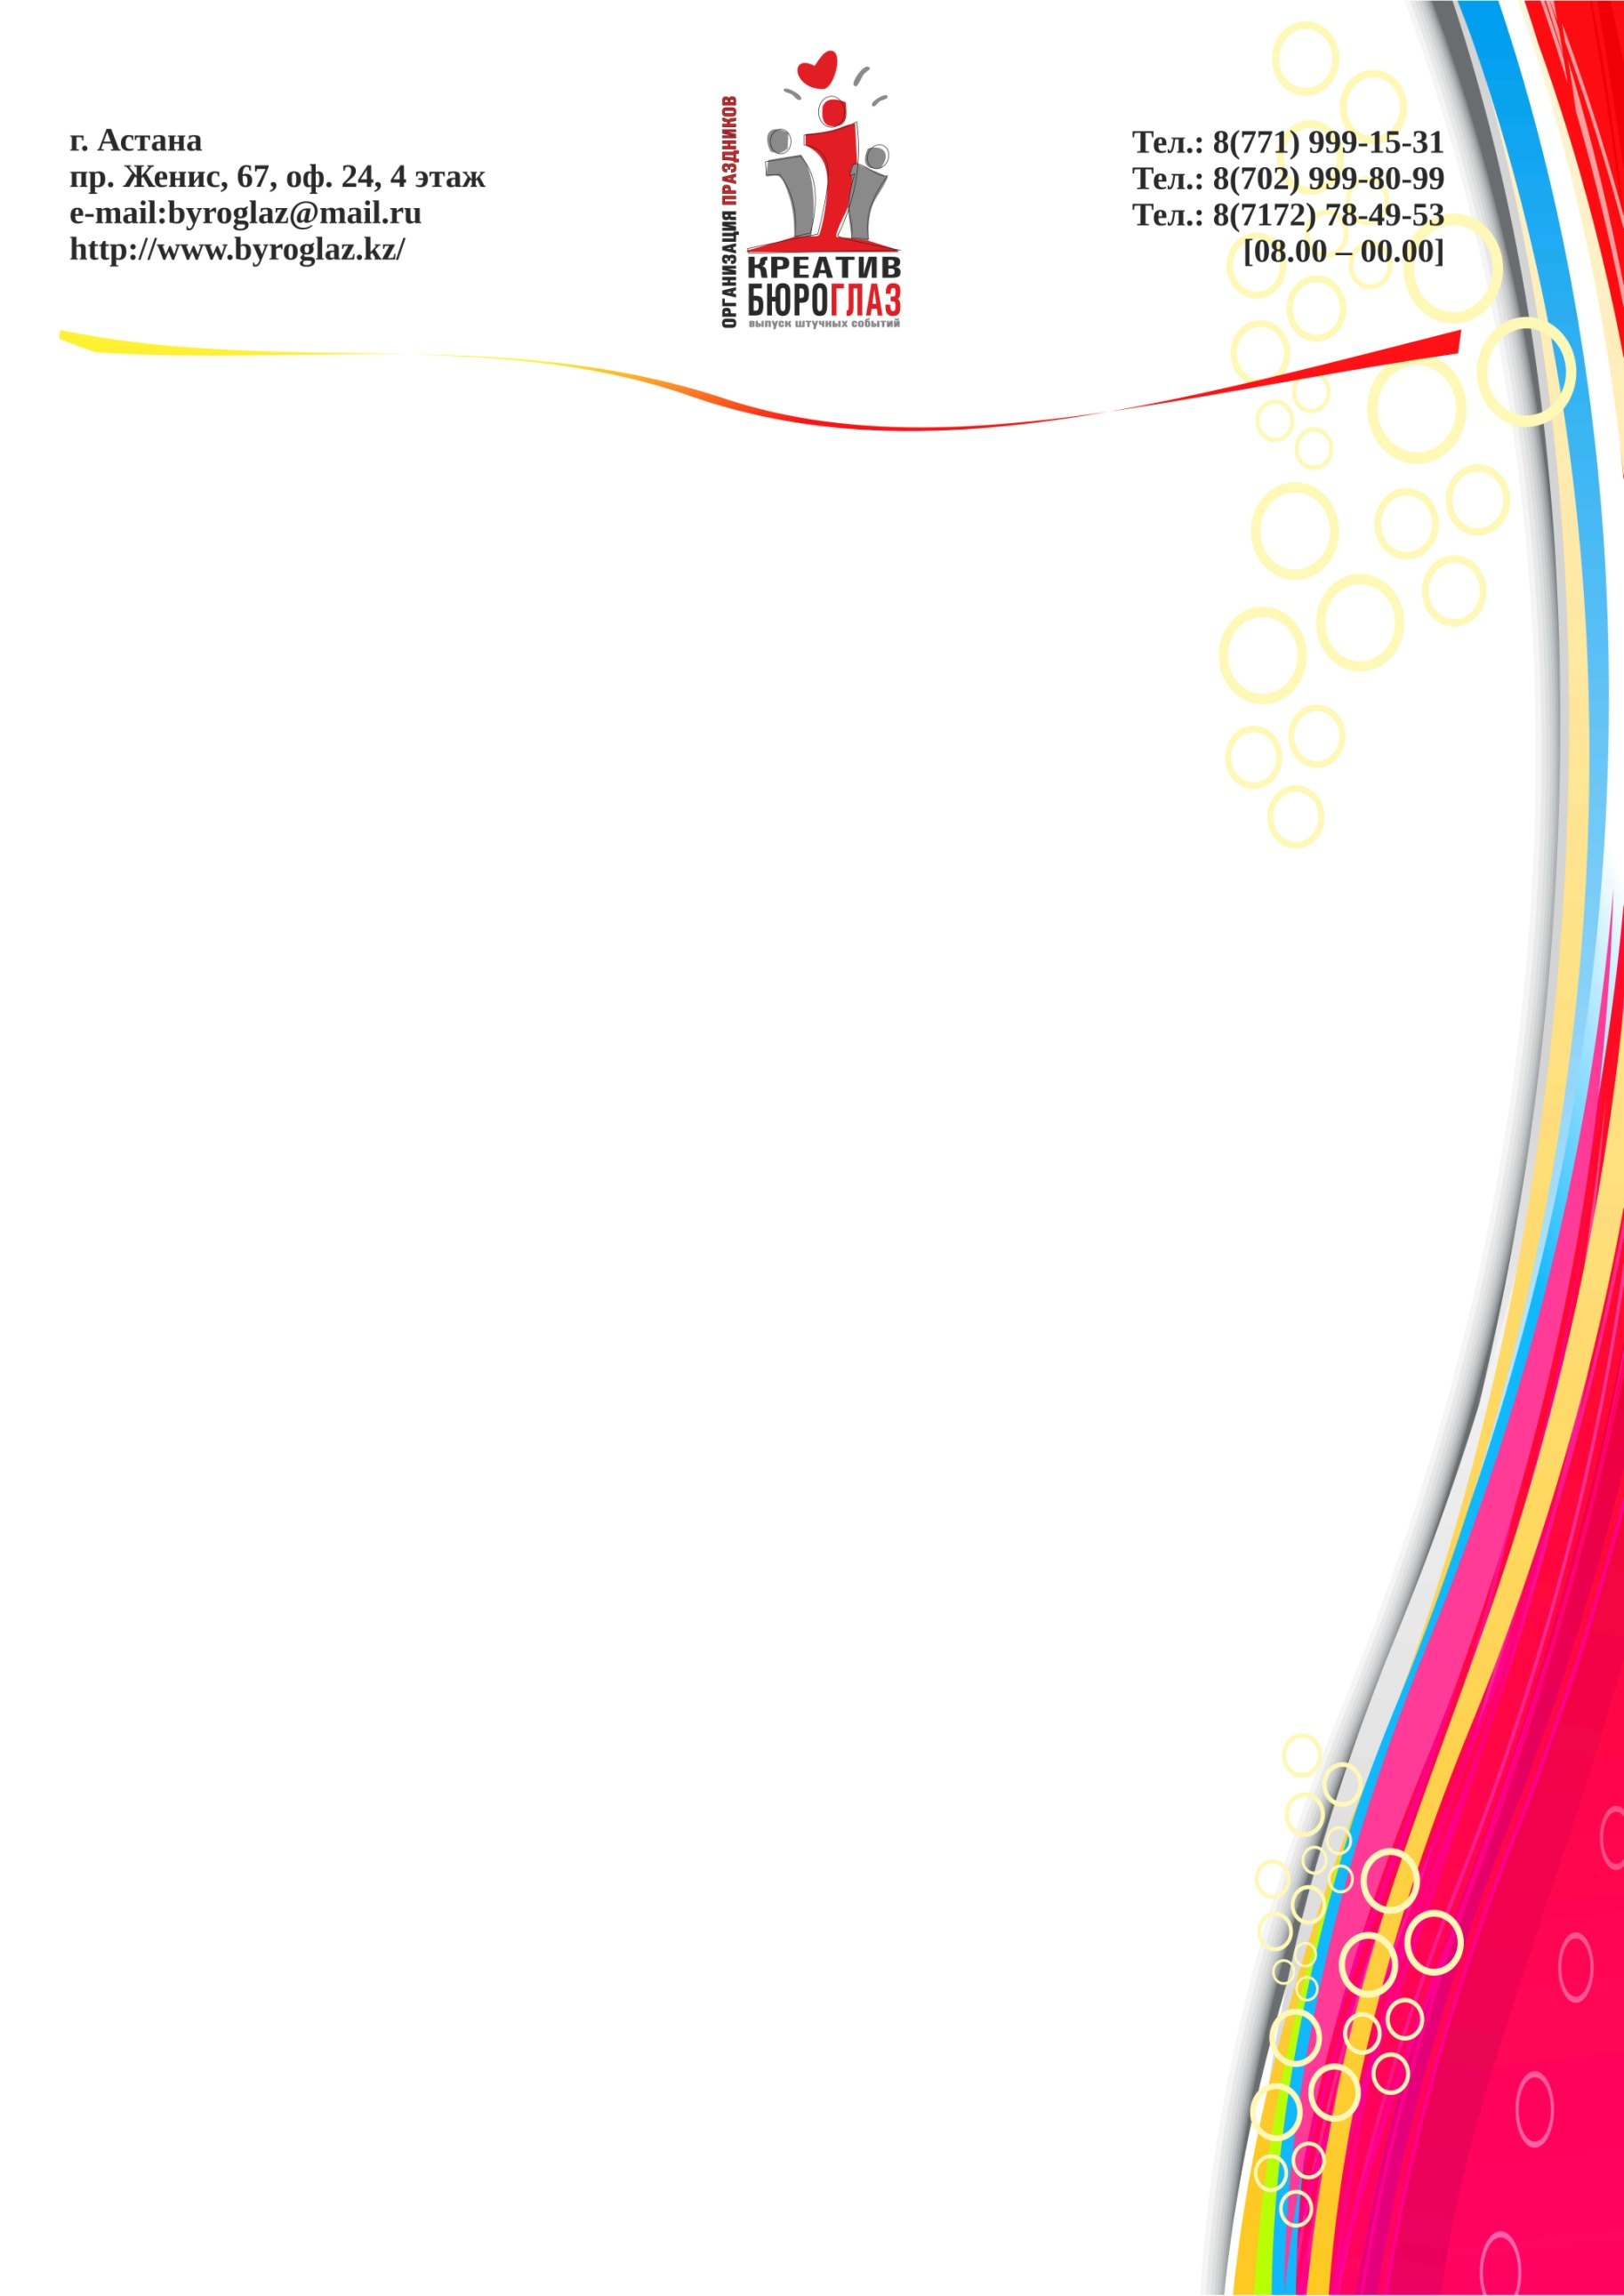 г. Астана
пр. Женис, 67, оф. 24, 4 этаж
e-mail:byroglaz@mail.ru
http://www.byroglaz.kz/
ОРГАНИЗАЦИЯ ПРАЗДНИКОВ
КРЕАТИВ
БЮРОГЛАЗ
выпуск штучных событий
Тел.: 8(771) 999-15-31
Тел.: 8(702) 999-80-99
Тел.: 8(7172) 78-49-53
[08.00 – 00.00]